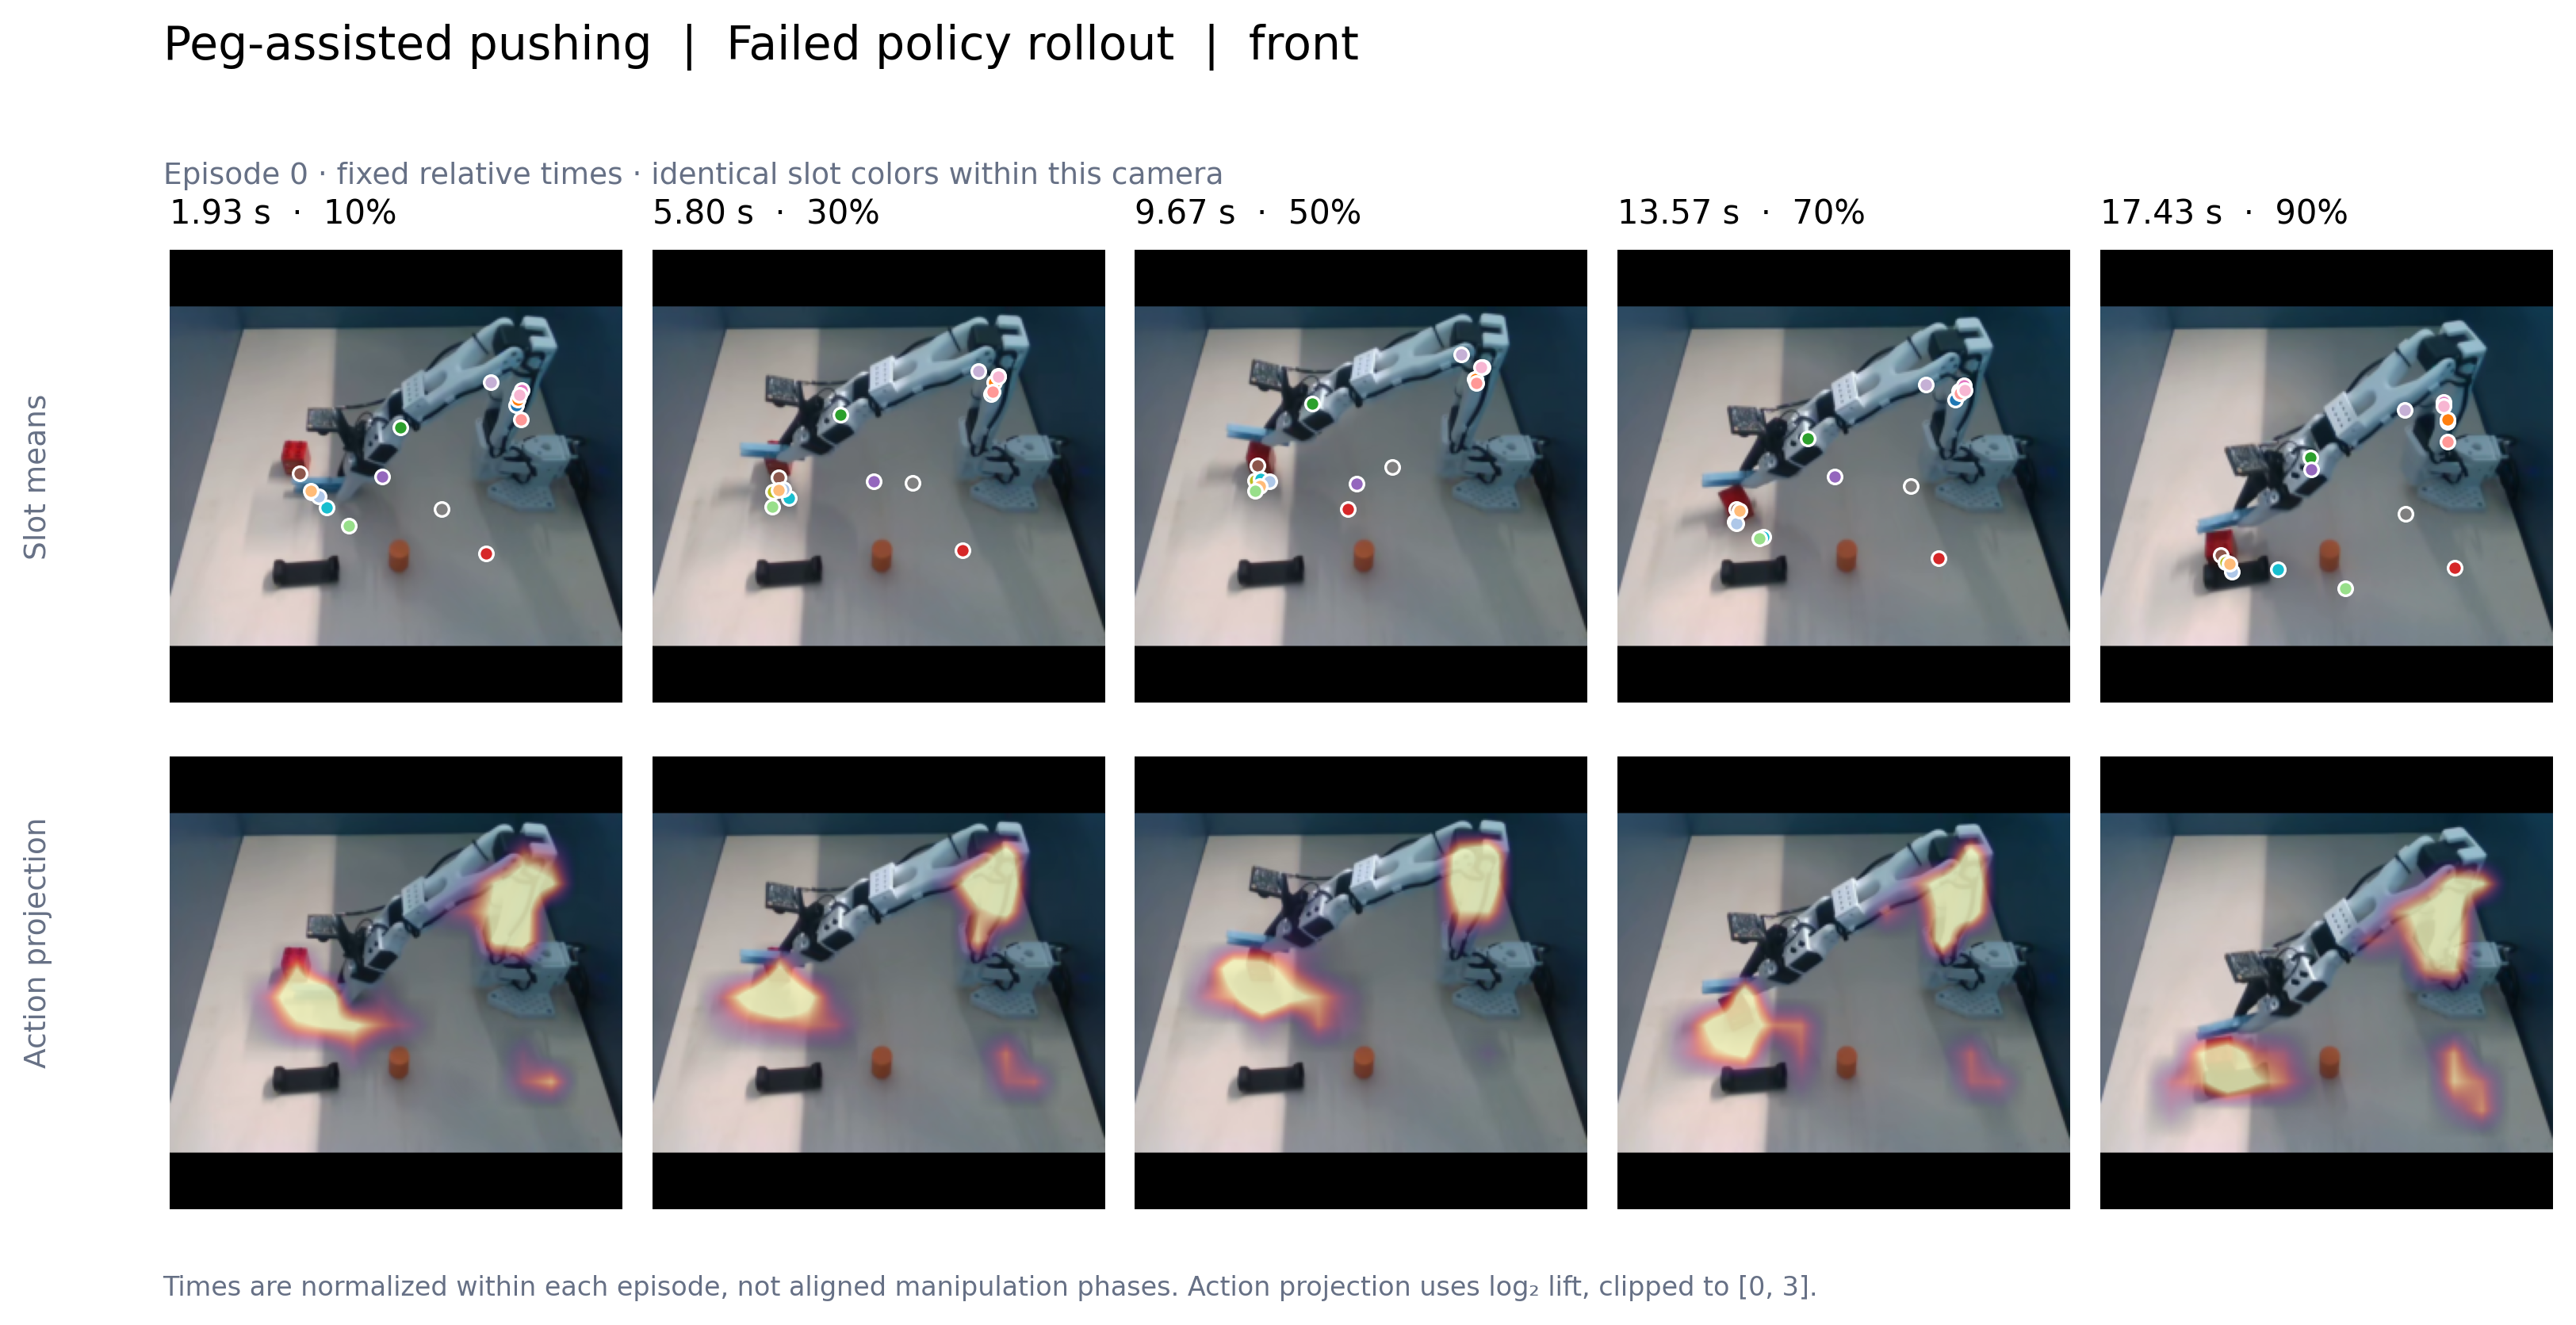 Peg-assisted pushing | Failed policy rollout | front
Episode 0 · fixed relative times · identical slot colors within this camera
1.93 s · 10%
5.80 s · 30%
9.67 s · 50%
13.57 s · 70%
17.43 s · 90%
Slot means
Action projection
Times are normalized within each episode, not aligned manipulation phases. Action projection uses log₂ lift, clipped to [0, 3].